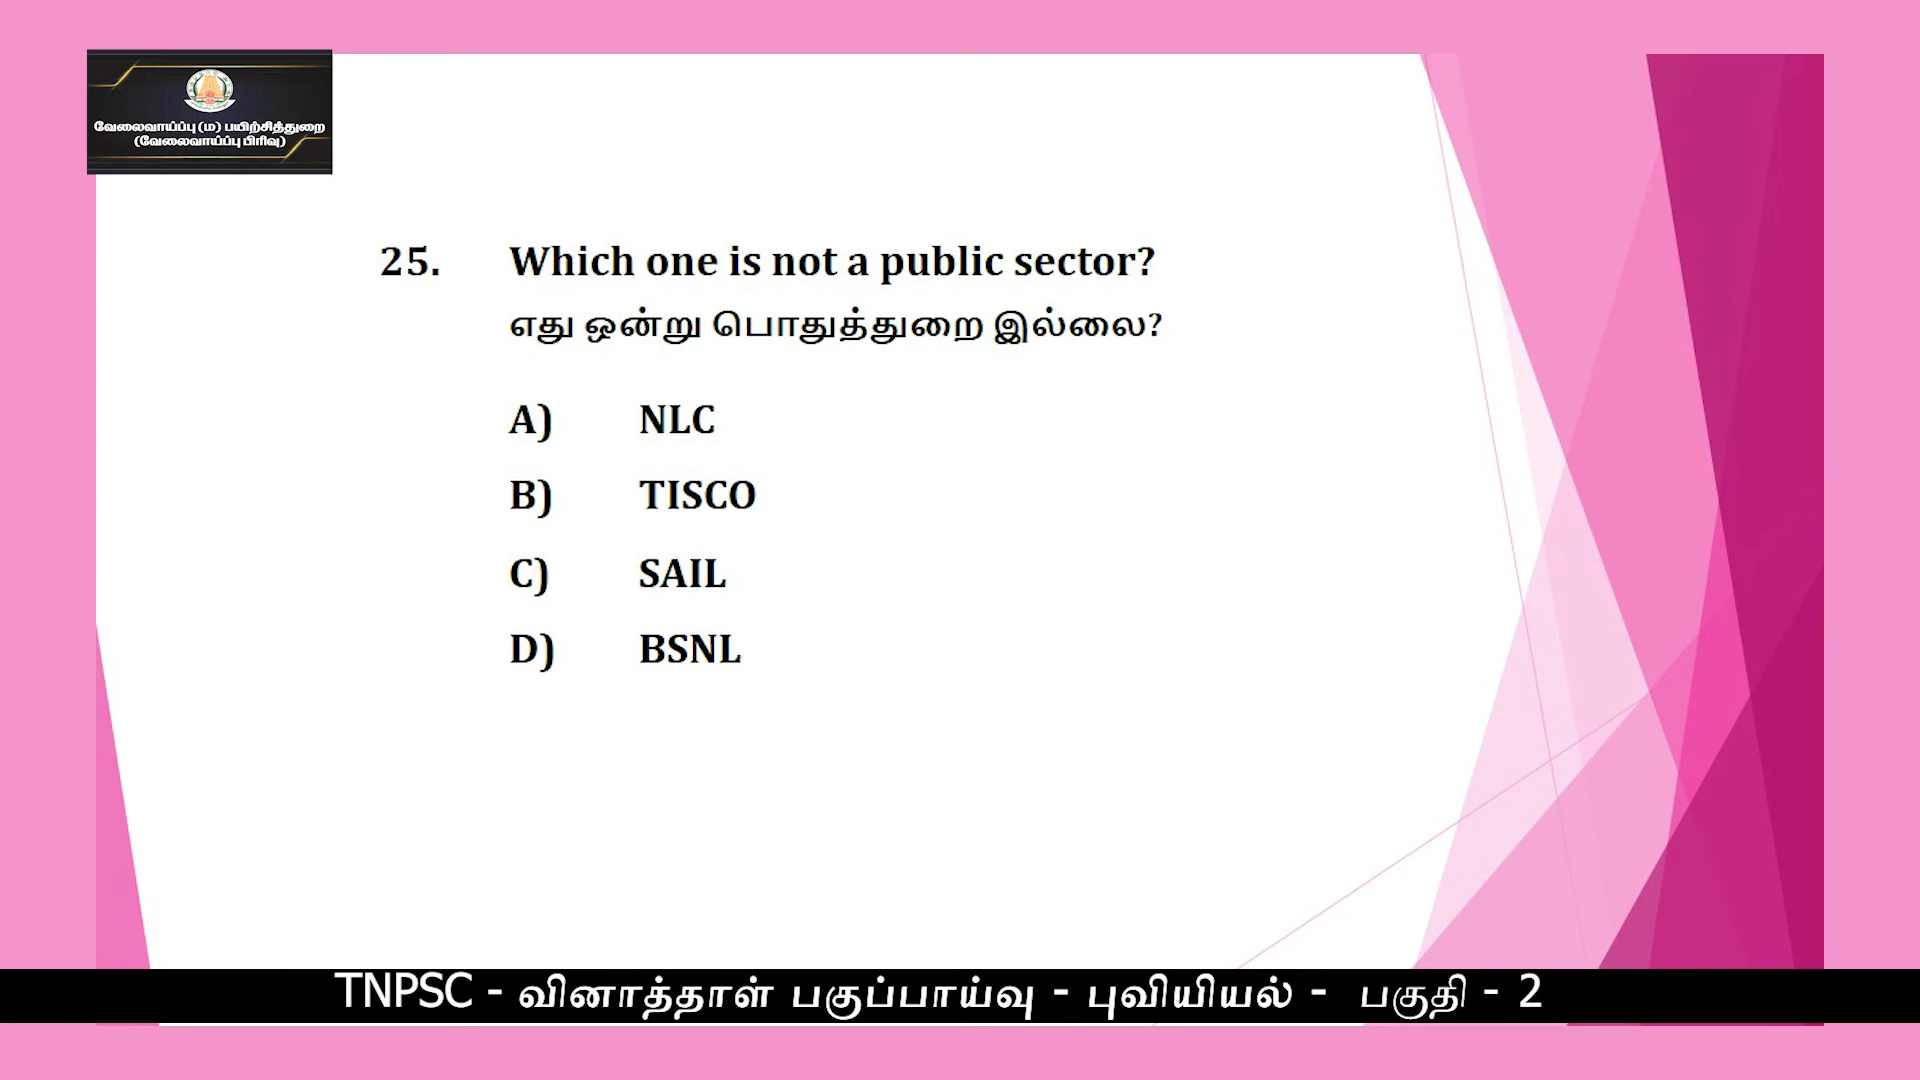 வேலைவாய்ப்பு (ம) பயிற்சித்துறை
(வேலைவாய்ப்பு பிரிவு)
25. Which one is not a public sector?
எது ஒன்று பொதுத்துறை இல்லை?
A) NLC
B) TISCO
C) SAIL
D) BSNL
TNPSC - வினாத்தாள் பகுப்பாய்வு - புவியியல் - பகுதி - 2